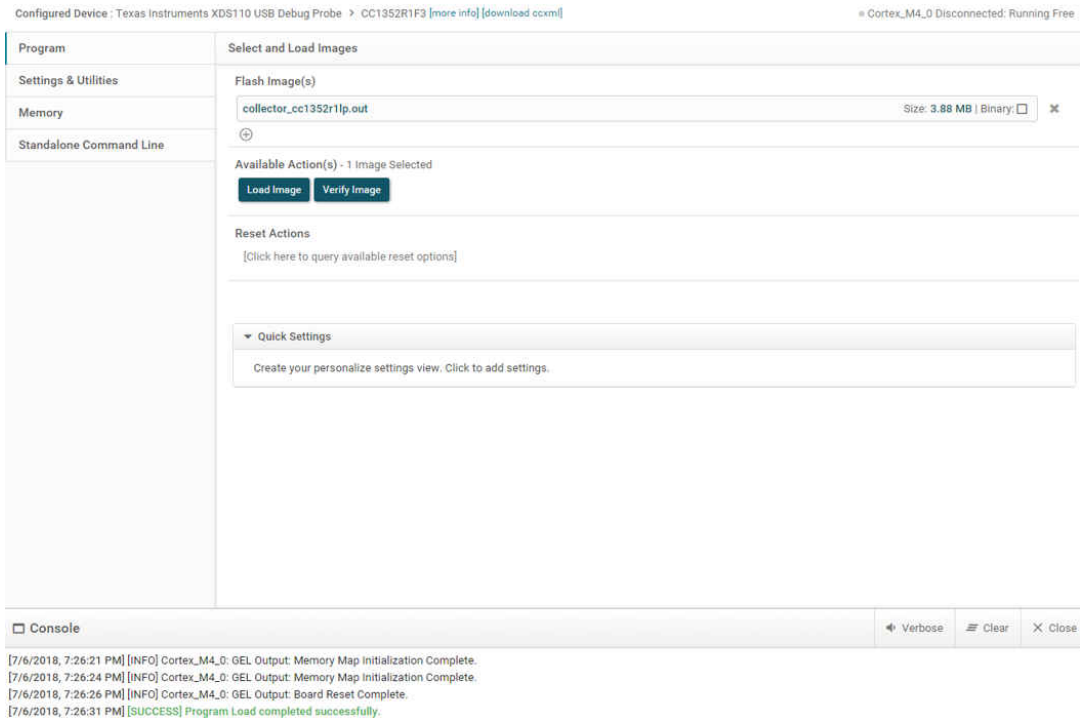 Configured Device : Texas Instruments XDS110 USB Debug Probe > CC1352R1F3 [more info] [download ccxml]
Cortex_M4_0 Disconnected: Running Free
Program
Settings & Utilities
Memory
Standalone Command Line
Select and Load Images
Flash Image(s)
collector_cc1352r1lp.out Size: 3.88 MB | Binary:
Available Action(s) - 1 Image Selected
Load Image Verify Image
Reset Actions
[Click here to query available reset options]
Quick Settings
Create your personalize settings view. Click to add settings.
Console Verbose Clear Close
[7/6/2018, 7:26:21 PM] [INFO] Cortex_M4_0: GEL Output: Memory Map Initialization Complete.
[7/6/2018, 7:26:24 PM] [INFO] Cortex_M4_0: GEL Output: Memory Map Initialization Complete.
[7/6/2018, 7:26:26 PM] [INFO] Cortex_M4_0: GEL Output: Board Reset Complete.
[7/6/2018, 7:26:31 PM] [SUCCESS] Program Load completed successfully.